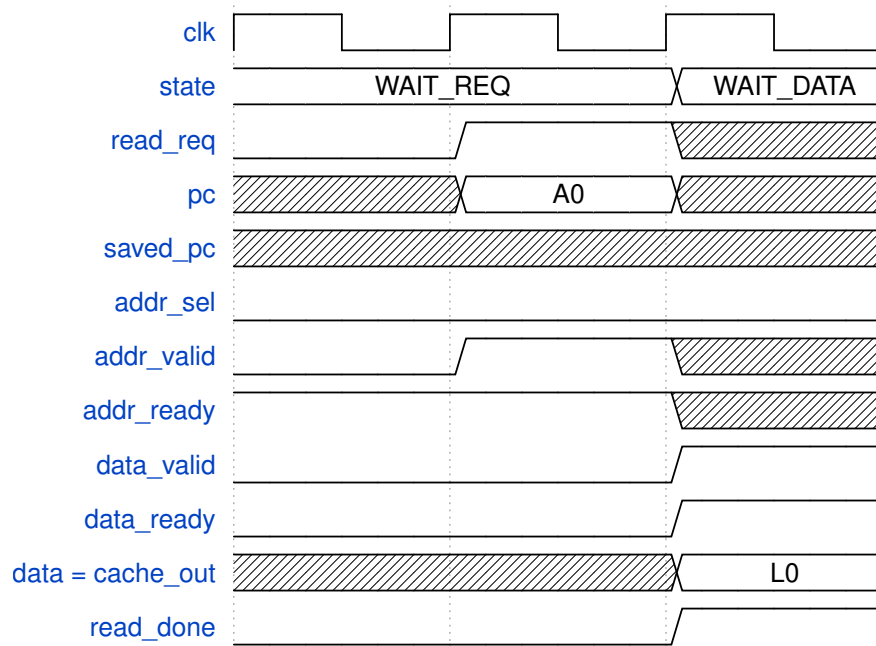 clk
state WAIT_REQ WAIT_DATA
read_req
pc A0
saved_pc
addr_sel
addr_valid
addr_ready
data_valid
data_ready
data = cache_out L0
read_done